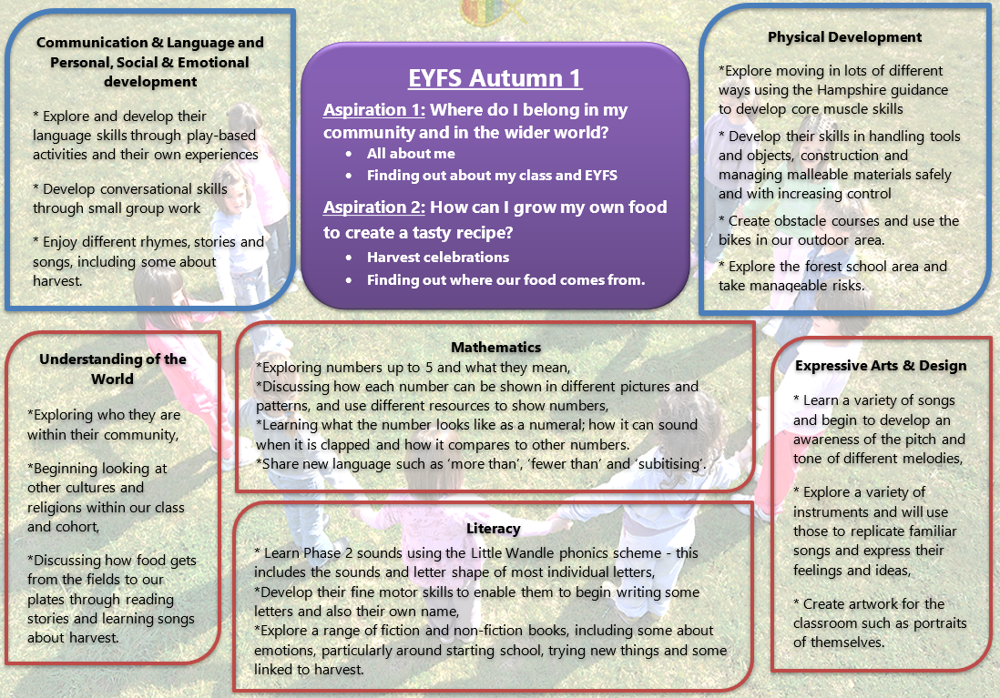 Communication & Language and
Personal, Social & Emotional
development
* Explore and develop their
language skills through play-based
activities and their own experiences
* Develop conversational skills
through small group work
* Enjoy different rhymes, stories and
songs, including some about
harvest.
EYFS Autumn 1
Aspiration 1: Where do I belong in my
community and in the wider world?
• All about me
• Finding out about my class and EYFS
Aspiration 2: How can I grow my own food
to create a tasty recipe?
• Harvest celebrations
• Finding out where our food comes from.
Physical Development
*Explore moving in lots of different
ways using the Hampshire guidance
to develop core muscle skills
* Develop their skills in handling tools
and objects, construction and
managing malleable materials safely
and with increasing control
* Create obstacle courses and use the
bikes in our outdoor area.
* Explore the forest school area and
take manageable risks.
Understanding of the
World
*Exploring who they are
within their community,
*Beginning looking at
other cultures and
religions within our class
and cohort,
*Discussing how food gets
from the fields to our
plates through reading
stories and learning songs
about harvest.
Mathematics
*Exploring numbers up to 5 and what they mean,
*Discussing how each number can be shown in different pictures and
patterns, and use different resources to show numbers,
*Learning what the number looks like as a numeral; how it can sound
when it is clapped and how it compares to other numbers.
*Share new language such as ‘more than’, ‘fewer than’ and ‘subitising’.
Literacy
* Learn Phase 2 sounds using the Little Wandle phonics scheme - this
includes the sounds and letter shape of most individual letters,
*Develop their fine motor skills to enable them to begin writing some
letters and also their own name,
*Explore a range of fiction and non-fiction books, including some about
emotions, particularly around starting school, trying new things and some
linked to harvest.
Expressive Arts & Design
* Learn a variety of songs
and begin to develop an
awareness of the pitch and
tone of different melodies,
* Explore a variety of
instruments and will use
those to replicate familiar
songs and express their
feelings and ideas,
* Create artwork for the
classroom such as portraits
of themselves.